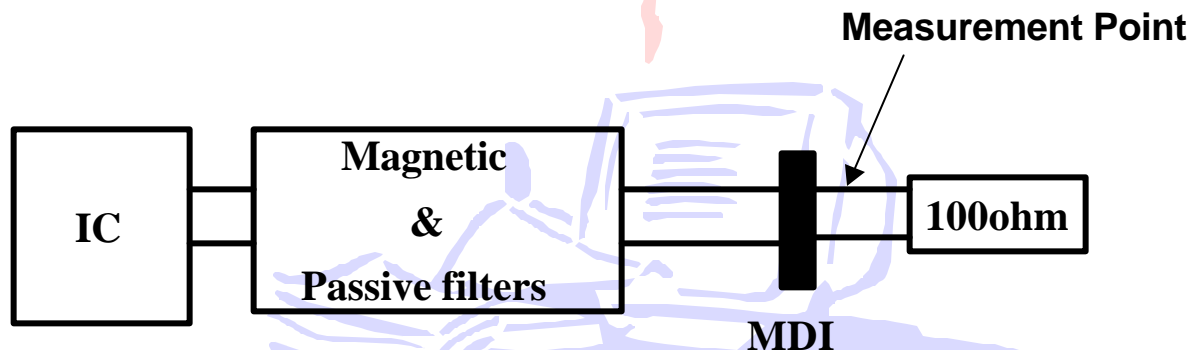 Measurement Point
IC
Magnetic
&
Passive filters
100ohm
MDI